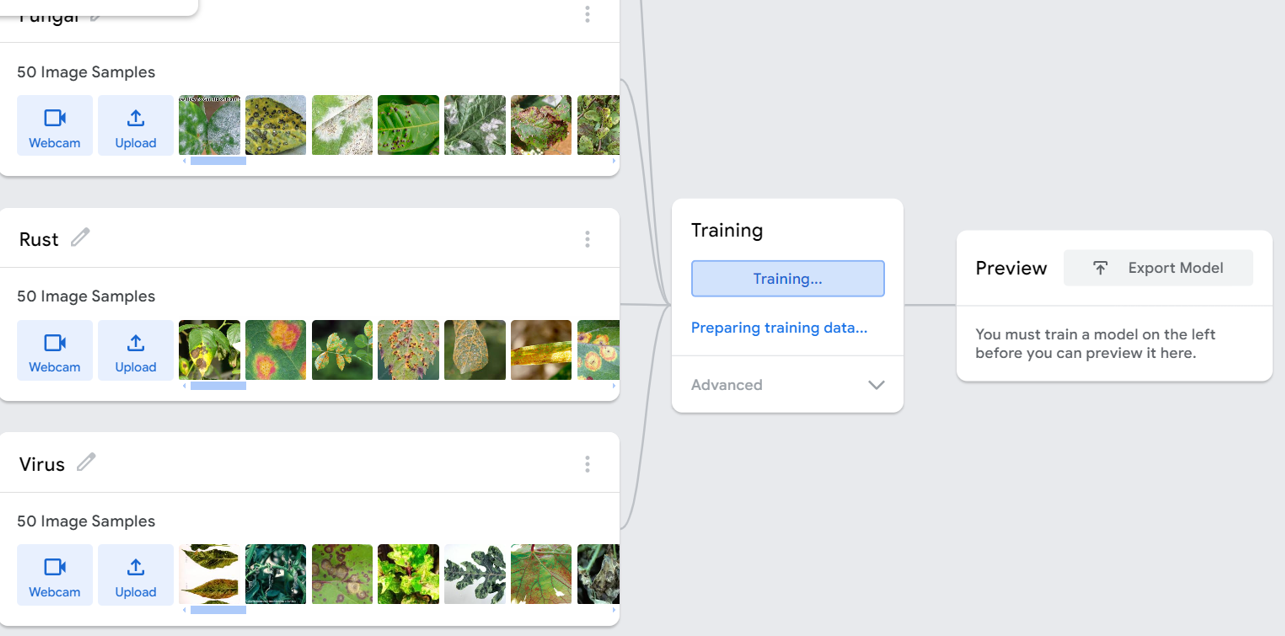 Fungal
50 Image Samples
Webcam
Upload
Rust
50 Image Samples
Webcam
Upload
Virus
50 Image Samples
Webcam
Upload
Training
Training...
Preparing training data...
Advanced
Preview
Export Model
You must train a model on the left
before you can preview it here.